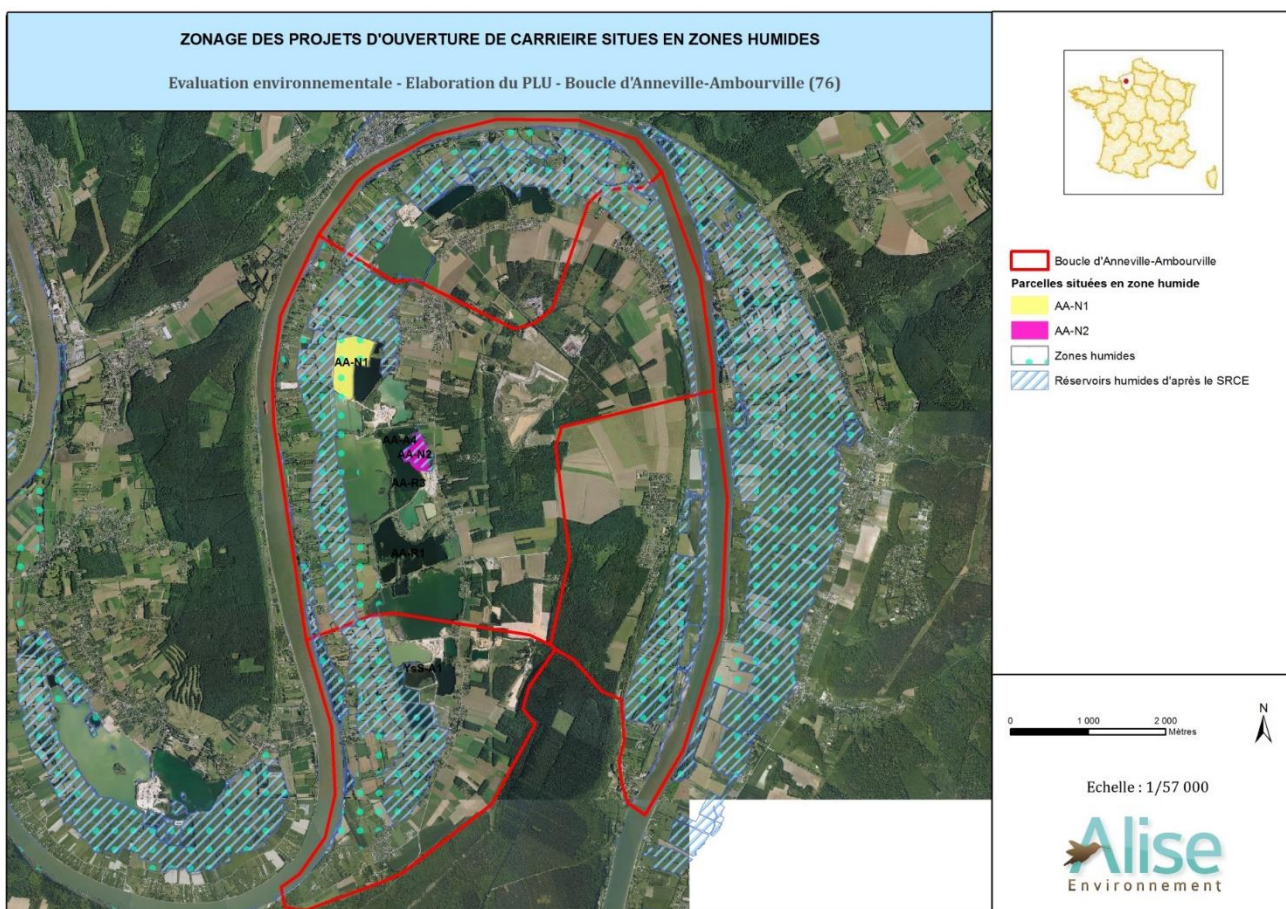 ZONAGE DES PROJETS D'OUVERTURE DE CARRIEIRE SITUES EN ZONES HUMIDES
Evaluation environnementale - Elaboration du PLU - Boucle d'Anneville-Ambourville (76)
AA-N1
AA-A4
AA-N2
AA-R3
AA-R1
YsS-A1
Boucle d'Anneville-Ambourville
Parcelles situées en zone humide
AA-N1
AA-N2
Zones humides
Réservoirs humides d'après le SRCE
0 1 000 2 000
Mètres
N
Echelle : 1/57 000
Alise
Environnement